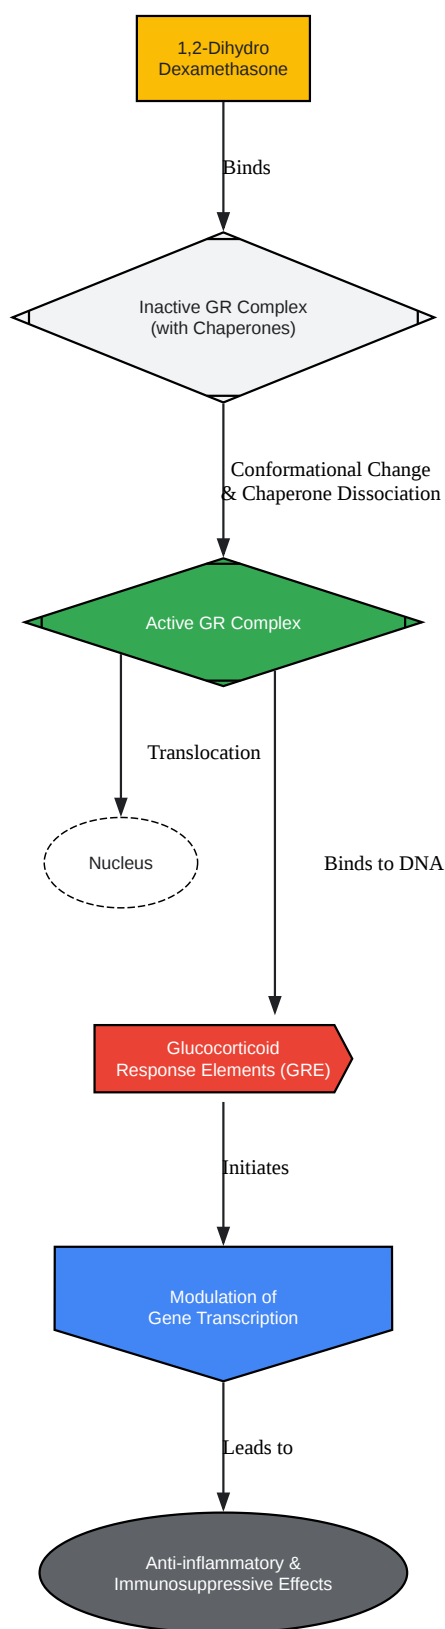 1,2-Dihydro
Dexamethasone
Binds
Inactive GR Complex
(with Chaperones)
Conformational Change
& Chaperone Dissociation
Active GR Complex
Translocation
Nucleus
Binds to DNA
Glucocorticoid
Response Elements (GRE)
Initiates
Modulation of
Gene Transcription
Leads to
Anti-inflammatory &
Immunosuppressive Effects